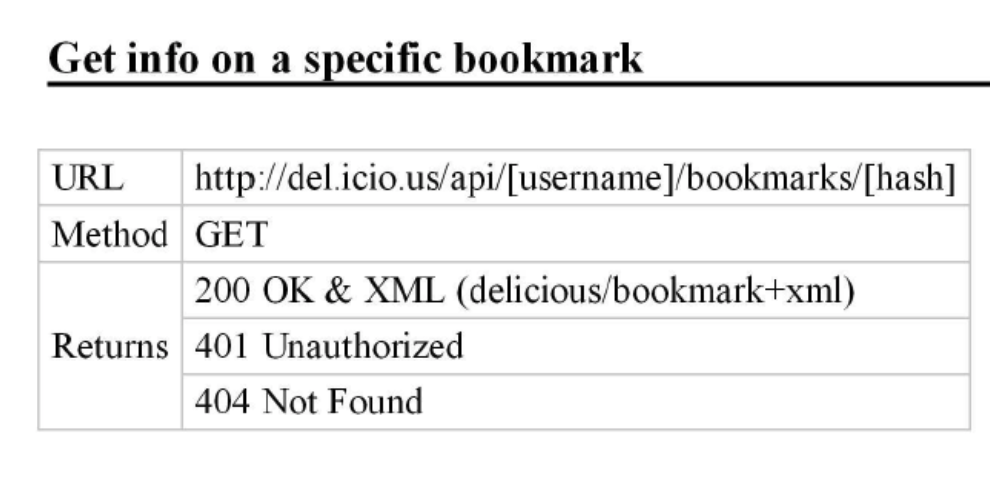 Get info on a specific bookmark
URL http://del.icio.us/api/[username]/bookmarks/[hash]
Method GET
200 OK & XML (delicious/bookmark+xml)
Returns 401 Unauthorized
404 Not Found